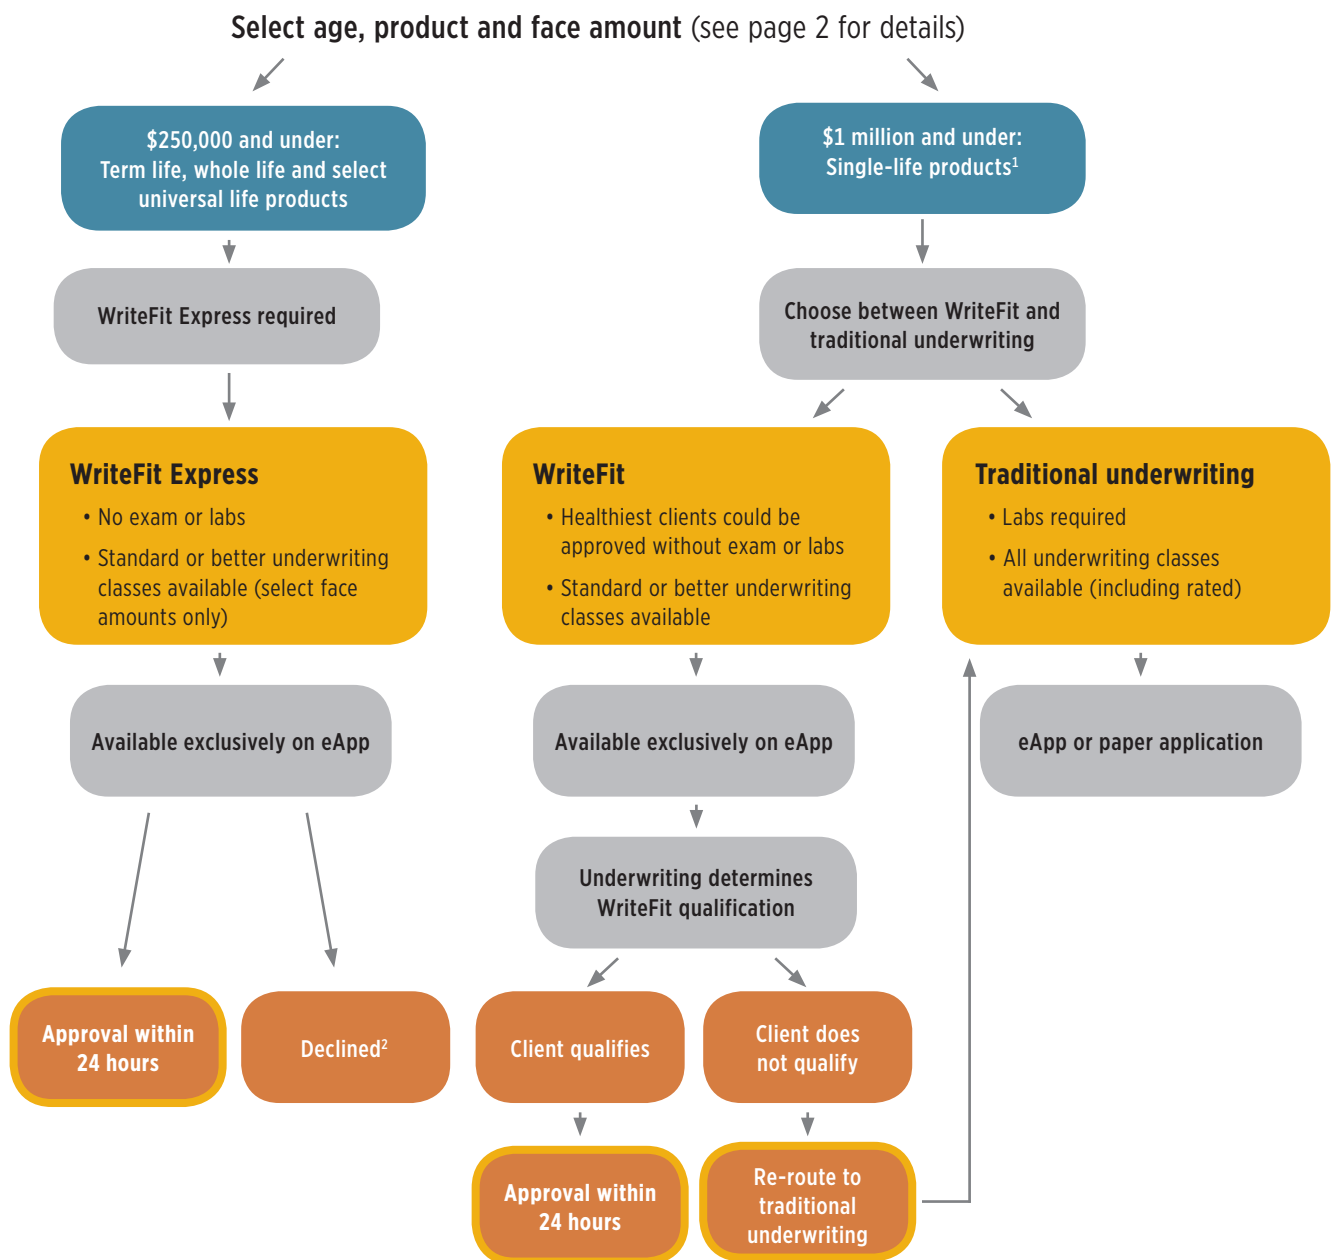 Select age, product and face amount (see page 2 for details)
$250,000 and under:
Term life, whole life and select
universal life products
$1 million and under:
Single-life products¹
WriteFit Express required
Choose between WriteFit and
traditional underwriting
WriteFit Express
• No exam or labs
• Standard or better underwriting
classes available (select face
amounts only)
WriteFit
• Healthiest clients could be
approved without exam or labs
• Standard or better underwriting
classes available
Traditional underwriting
• Labs required
• All underwriting classes
available (including rated)
Available exclusively on eApp
Available exclusively on eApp
eApp or paper application
Underwriting determines
WriteFit qualification
Approval within
24 hours
Declined²
Client qualifies
Client does
not qualify
Approval within
24 hours
Re-route to
traditional
underwriting